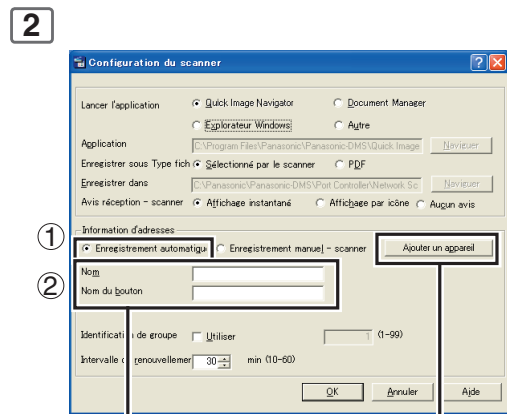 2
Configuration du scanner
Lancer l'application Quick Image Navigator Document Manager
Explorateur Windows Autre
Application C:\Program Files\Panasonic\Panasonic-DMS\Quick Image Naviguer
Enregistrer sous Type fich Sélectionné par le scanner PDF
Enregistrer dans C:\Panasonic\Panasonic-DMS\Port Controller\Network Sc Naviguer
Avis réception - scanner Affichage instantané Affichage par icône Aucun avis
Information d'adresses
① Enregistrement automatique Enregistrement manuel - scanner Ajouter un appareil
② Nom
Nom du bouton
Identification de groupe Utiliser 1 (1-99)
Intervalle de renouvellemer 30 min (10-60)
OK Annuler Aide